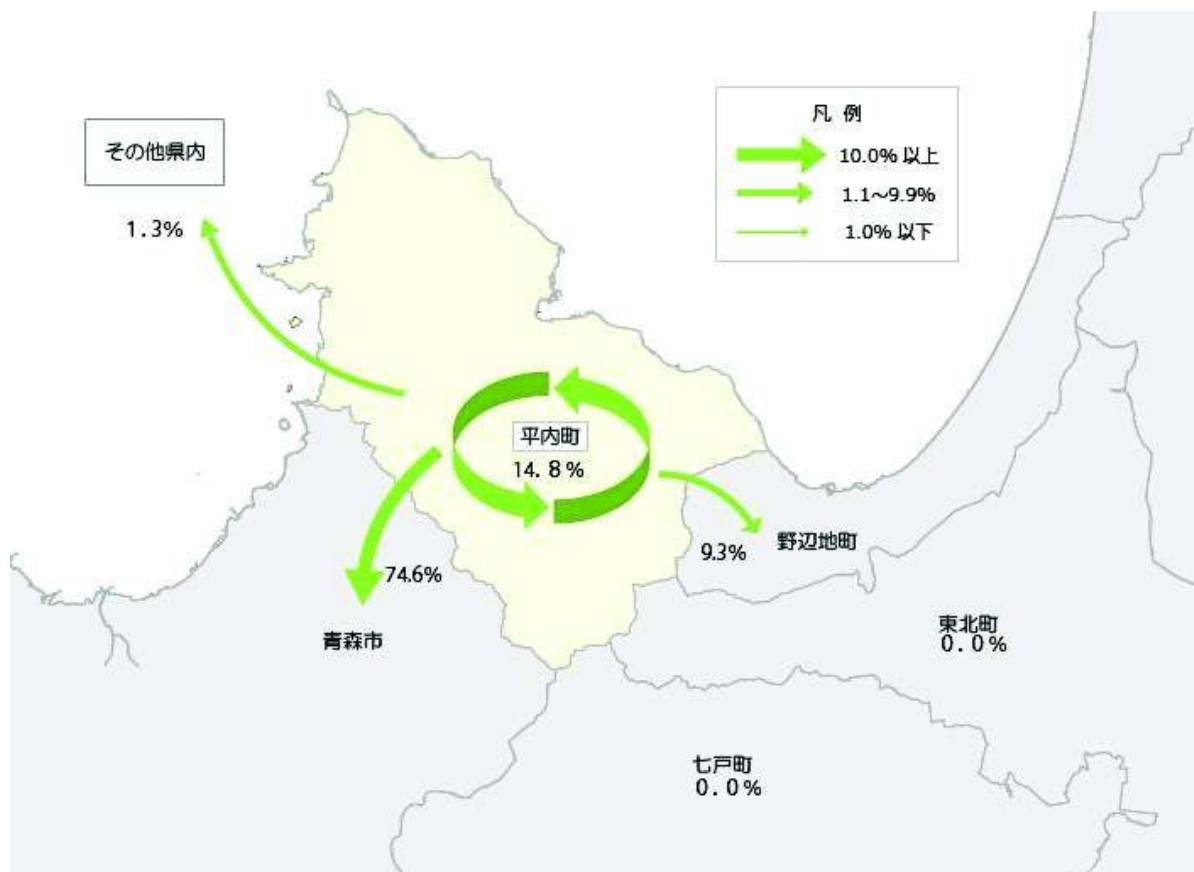 凡 例
10.0% 以上
1.1～9.9%
1.0% 以下
その他県内
1.3%
平内町
14.8%
9.3%
野辺地町
74.6%
青森市
東北町
0.0%
七戸町
0.0%